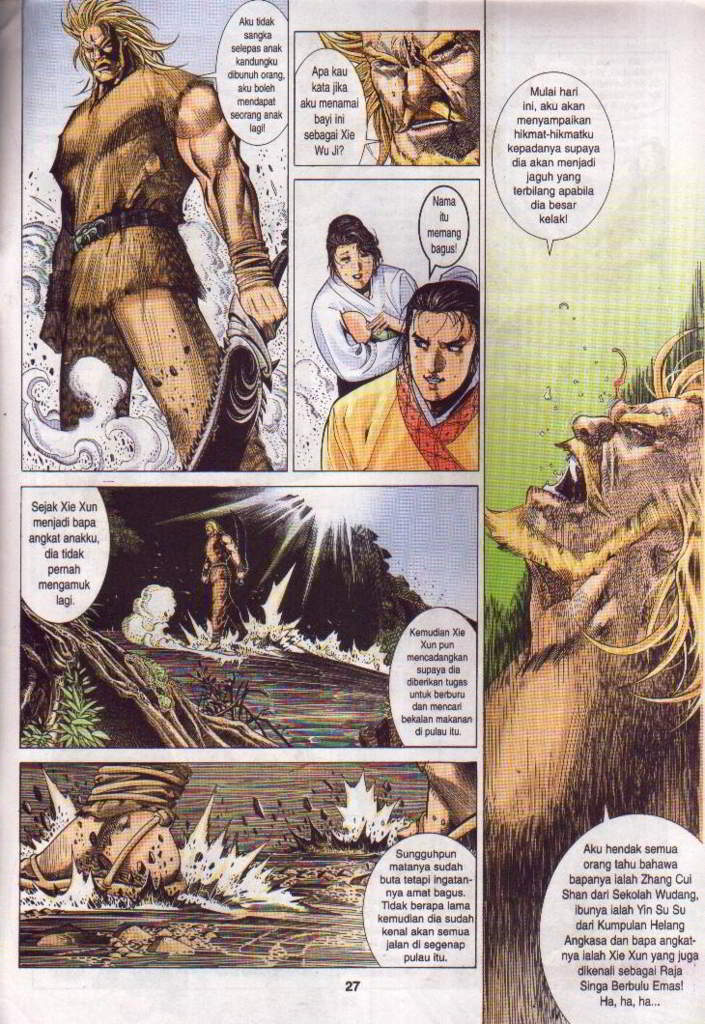 Aku tidak
sangka
selepas anak
kandungku
dibunuh orang,
aku boleh
mendapat
seorang anak
lagi!
Apa kau
kata jika
aku menamai
bayi ini
sebagai Xie
Wu Ji?
Nama
itu
memang
bagus!
Sejak Xie Xun
menjadi bapa
angkat anakku,
dia tidak
pernah
mengamuk
lagi.
Kemudian Xie
Xun pun
mencadangkan
supaya dia
diberikan tugas
untuk berburu
dan mencari
bekalan makanan
di pulau itu.
Sungguhpun
matanya sudah
buta tetapi ingatan-
nya amat bagus.
Tidak berapa lama
kemudian dia sudah
kenal akan semua
jalan di segenap
pulau itu.
Mulai hari
ini, aku akan
menyampaikan
hikmat-hikmatku
kepadanya supaya
dia akan menjadi
jaguh yang
terbilang apabila
dia besar
kelak!
Aku hendak semua
orang tahu bahawa
bapanya ialah Zhang Cui
Shan dari Sekolah Wudang,
ibunya ialah Yin Su Su
dari Kumpulan Helang
Angkasa dan bapa angkat-
nya ialah Xie Xun yang juga
dikenali sebagai Raja
Singa Berbulu Emas!
Ha, ha, ha...
27